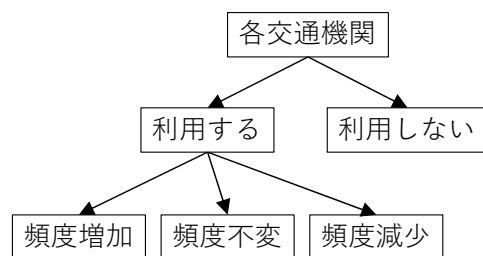 各交通機関
利用する
利用しない
頻度増加
頻度不変
頻度減少